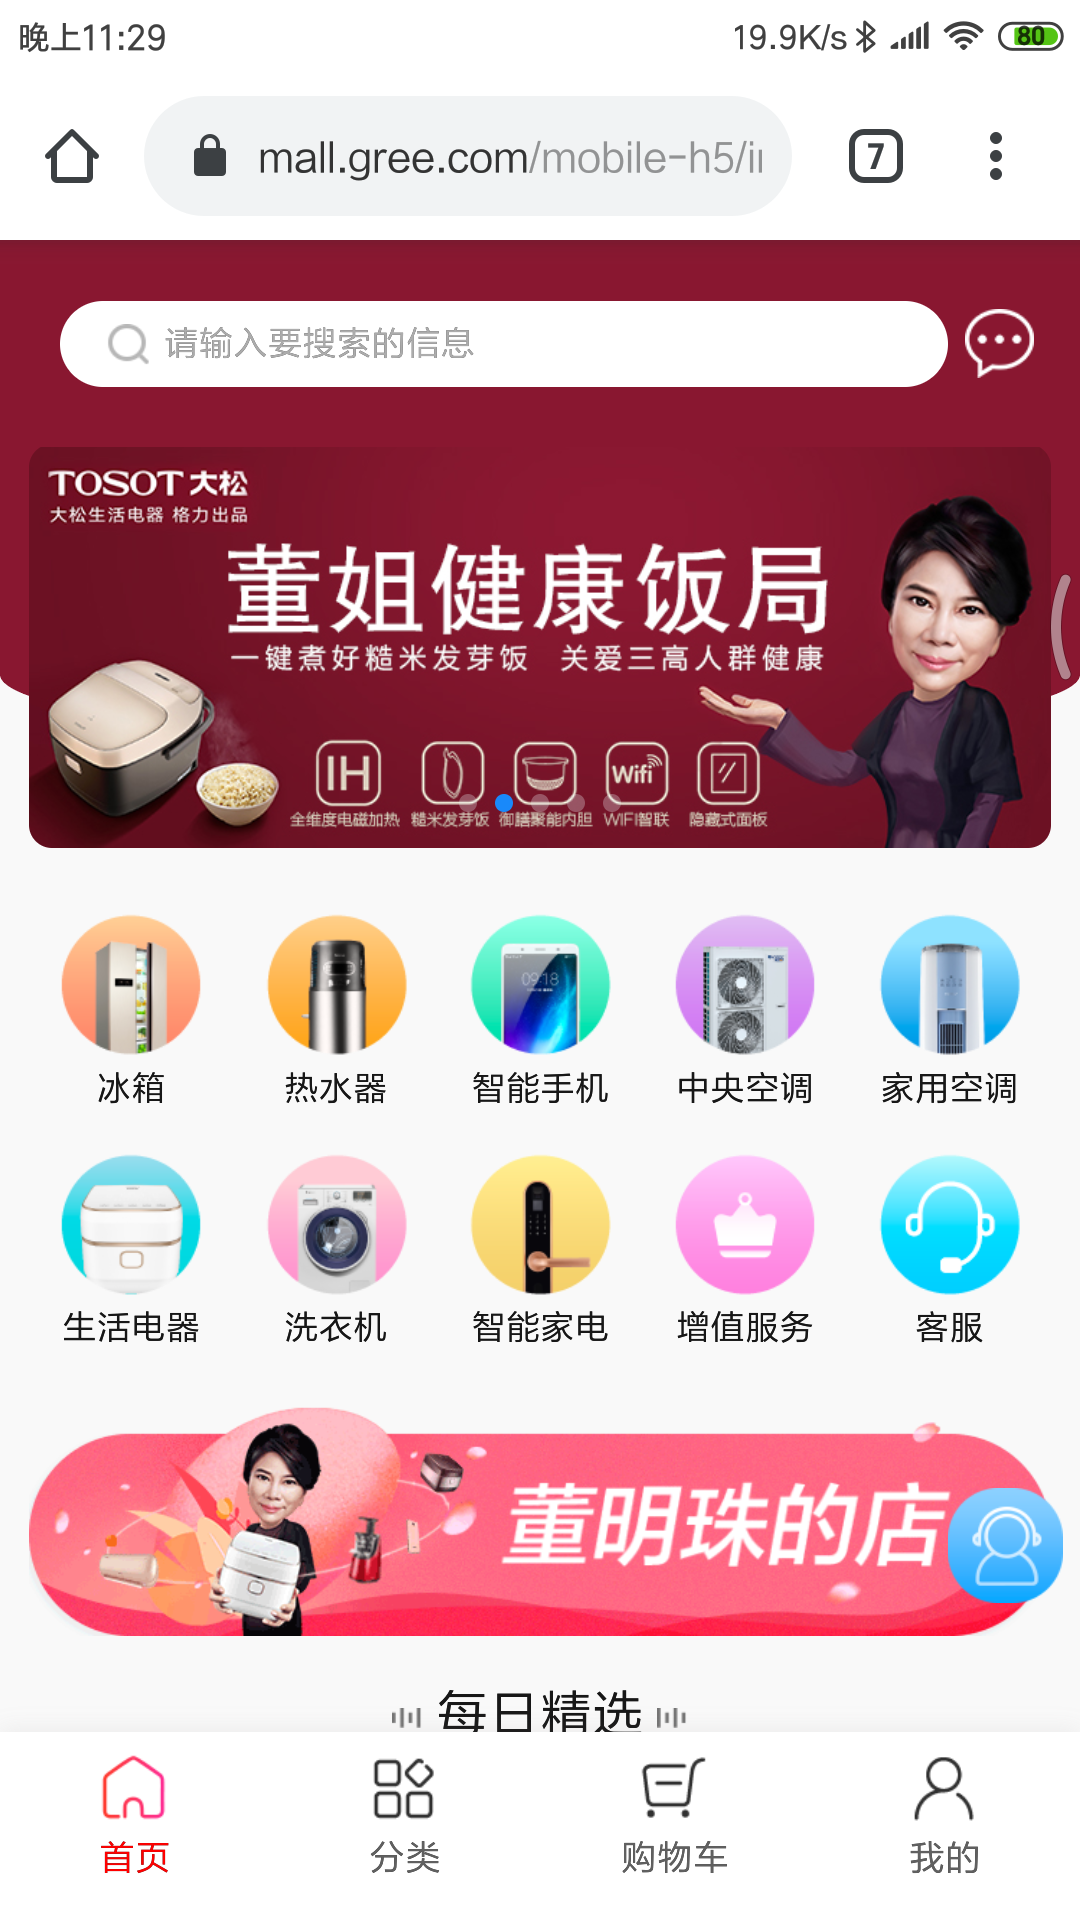 晚上11:29
19.9K/s
80
mall.gree.com/mobile-h5/in
7
请输入要搜索的信息
TOSOT 大松
大松生活电器 格力出品
董姐健康饭局
一键煮好糙米发芽饭 关爱三高人群健康
IH
Wifi
全维度电磁加热 糙米发芽饭 御膳聚能内胆 WIFI智联 隐藏式面板
09:18
冰箱 热水器 智能手机 中央空调 家用空调
生活电器 洗衣机 智能家电 增值服务 客服
董明珠的店
每日精选
首页 分类 购物车 我的